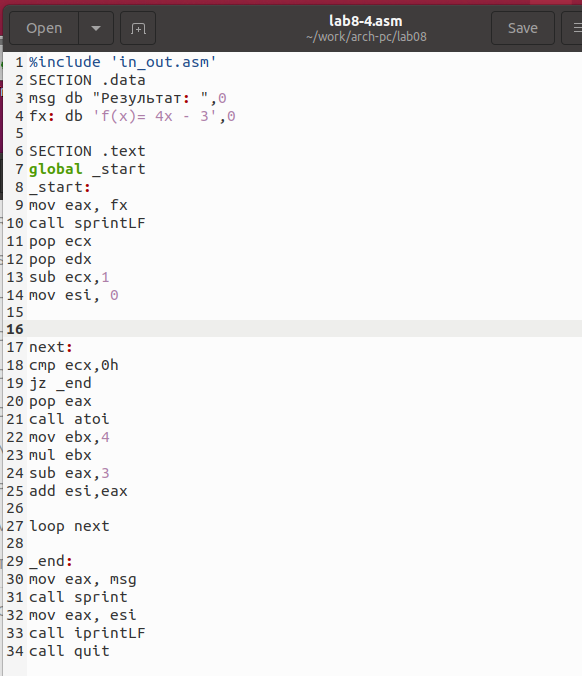 Open
lab8-4.asm
~/work/arch-pc/lab08
Save
1 %include 'in_out.asm'
2 SECTION .data
3 msg db "Результат: ",0
4 fx: db 'f(x)= 4x - 3',0
5
6 SECTION .text
7 global _start
8 _start:
9 mov eax, fx
10 call sprintLF
11 pop ecx
12 pop edx
13 sub ecx,1
14 mov esi, 0
15
16
17 next:
18 cmp ecx,0h
19 jz _end
20 pop eax
21 call atoi
22 mov ebx,4
23 mul ebx
24 sub eax,3
25 add esi,eax
26
27 loop next
28
29 _end:
30 mov eax, msg
31 call sprint
32 mov eax, esi
33 call iprintLF
34 call quit